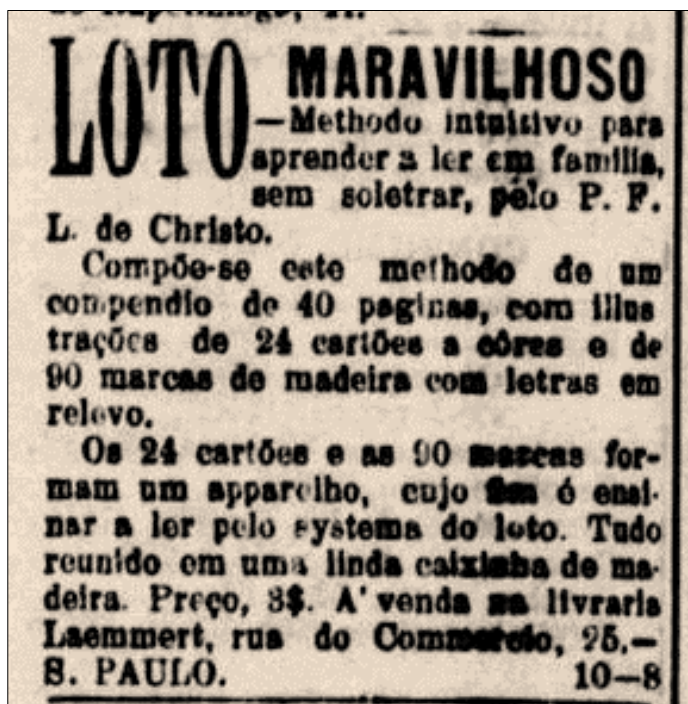 LOTO MARAVILHOSO
—Methodo intuitivo para
aprender a ler em familia,
sem soletrar, pelo P. F.
L. de Christo.
Compõe-se este methodo de um
compendio de 40 paginas, com illus
trações de 24 cartões a côres e de
90 marcas de madeira com letras em
relevo.
Os 24 cartões e as 90 marcas for-
mam um apparelho, cujo fim é ensi-
nar a ler pelo systema do loto. Tudo
reunido em uma linda caixinha de ma-
deira. Preço, 3$. A' venda na livraria
Laemmert, rua do Commercio, 25.—
S. PAULO. 10—8